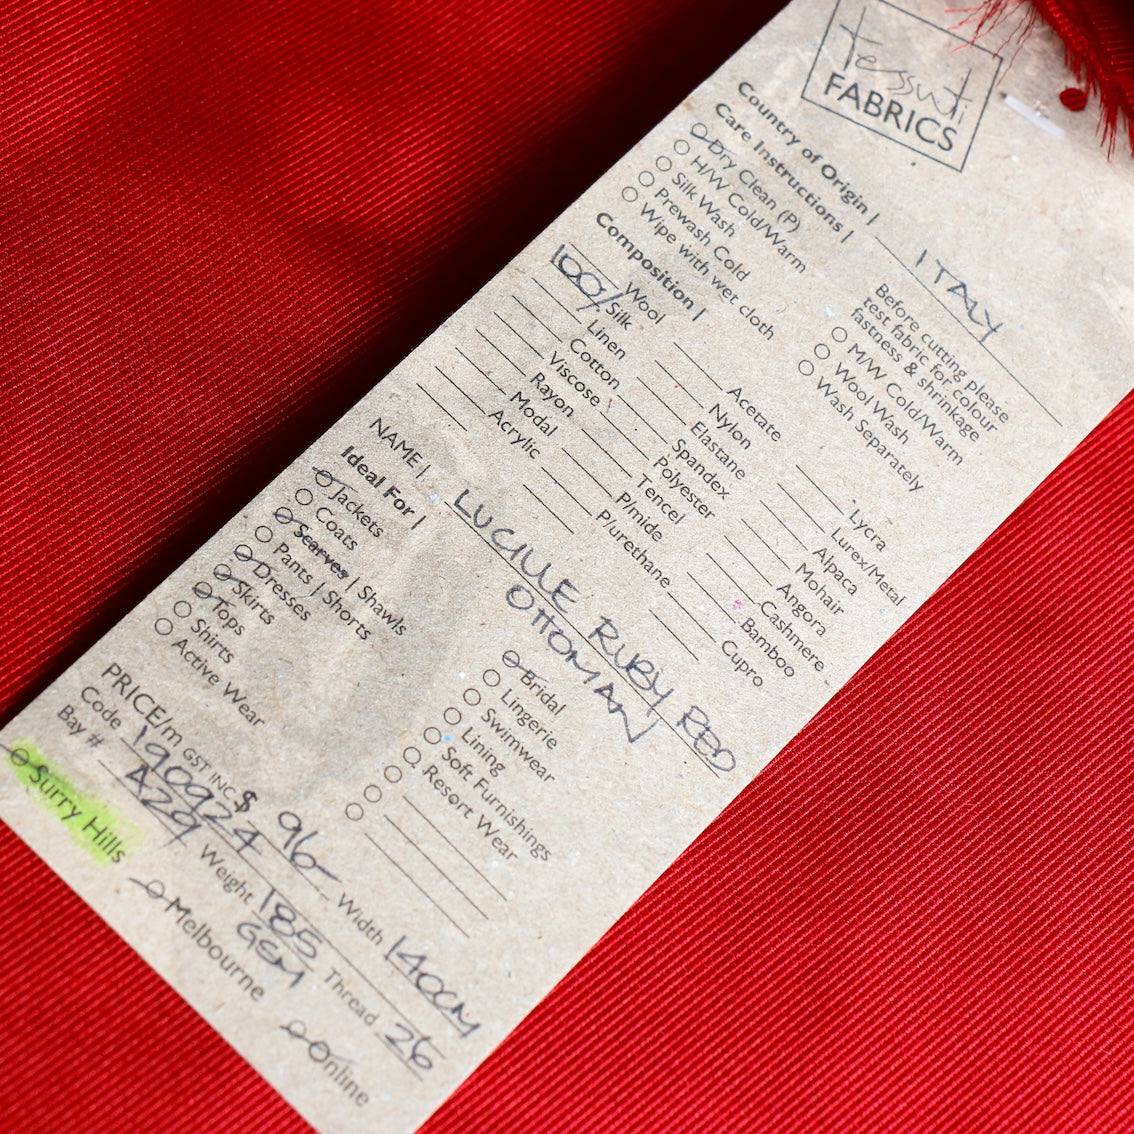 tessuti
FABRICS
Country of Origin | ITALY
Care Instructions |
Dry Clean (P)
H/W Cold/Warm
Silk Wash
Prewash Cold
Wipe with wet cloth
Before cutting please
test fabric for colour
fastness & shrinkage
M/W Cold/Warm
Wool Wash
Wash Separately
Composition |
Wool
100% Silk
Linen
Cotton
Viscose
Rayon
Modal
Acrylic
Acetate
Nylon
Elastane
Spandex
Polyester
Tencel
P/mide
P/urethane
Lycra
Lurex/Metal
Alpaca
Mohair
Angora
Cashmere
Bamboo
Cupro
NAME | LUCILLE RUBY RED
OTTOMAN
Ideal For |
Jackets
Coats
Scarves | Shawls
Pants | Shorts
Dresses
Skirts
Tops
Shirts
Active Wear
Bridal
Lingerie
Swimwear
Lining
Soft Furnishings
Resort Wear
PRICE/m GST INC $ 96- Width 140CM
Code 190924 Weight 185 GSM Thread 26
Bay # A229
Surry Hills
Melbourne
Online